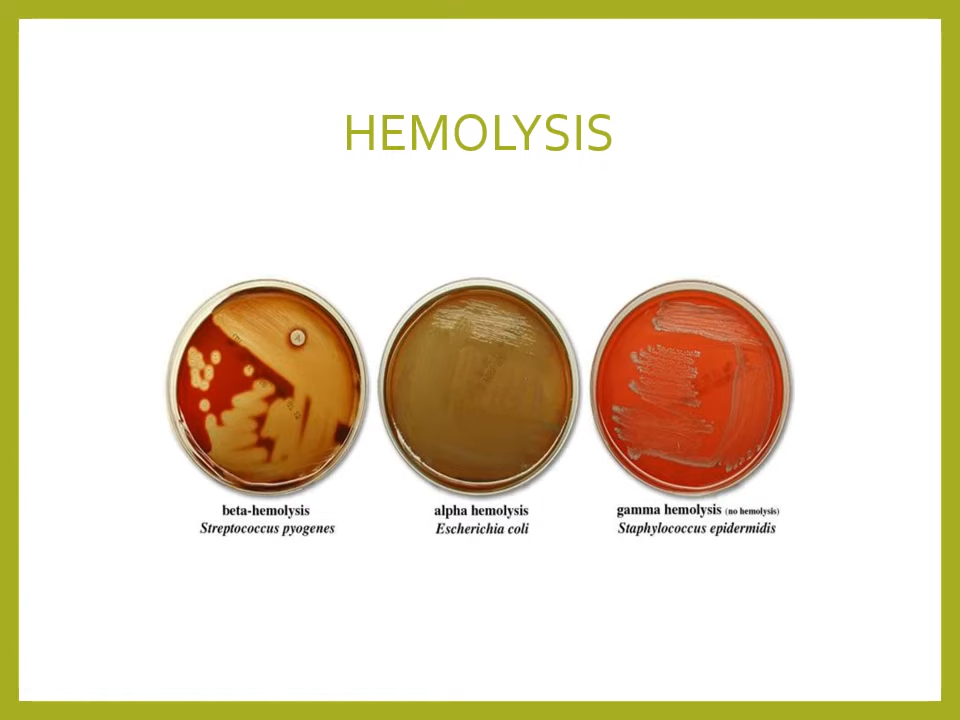 HEMOLYSIS
A
beta-hemolysis
Streptococcus pyogenes
alpha hemolysis
Escherichia coli
gamma hemolysis (no hemolysis)
Staphylococcus epidermidis